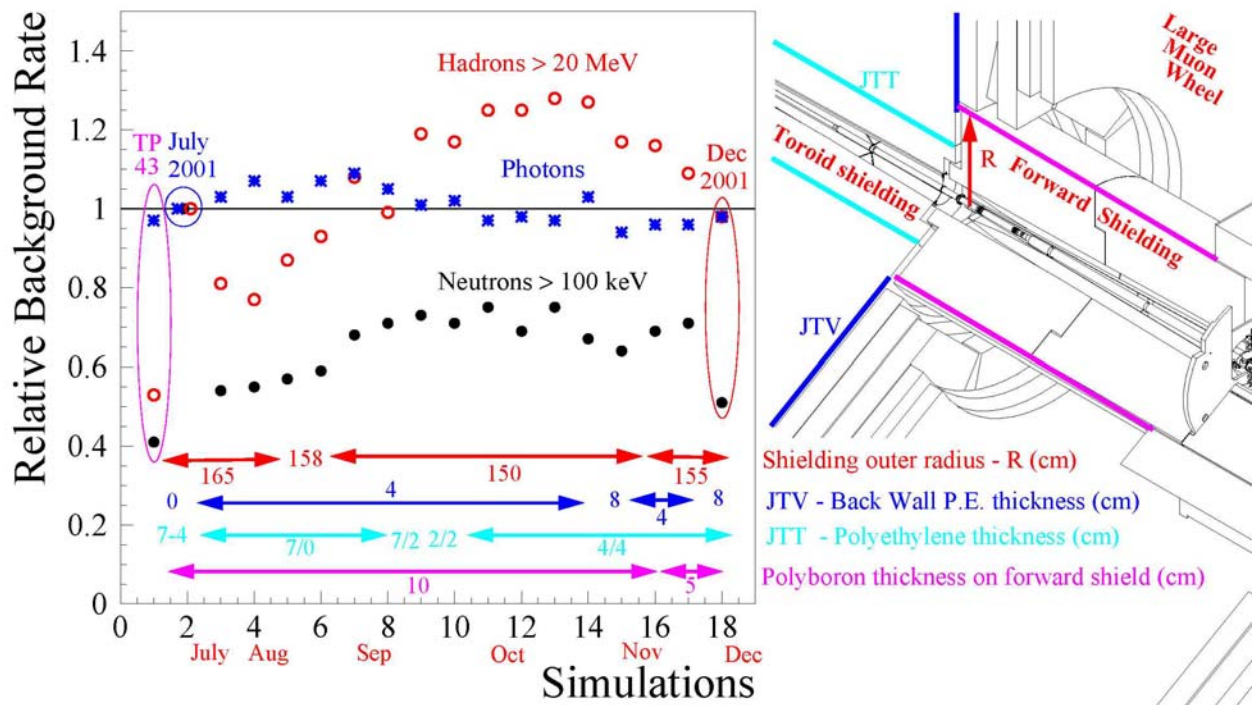 Relative Background Rate
1.4
1.2
1
0.8
0.6
0.4
0.2
0
TP
43
July
2001
Hadrons > 20 MeV
Photons
Neutrons > 100 keV
Dec
2001
165
158
150
155
0
4
8
4
8
7-4
7/0
7/2
2/2
4/4
10
5
0 2 4 6 8 10 12 14 16 18
July Aug Sep Oct Nov Dec
Simulations
Large
Muon
Wheel
JTT
R
Toroid shielding
Forward Shielding
JTV
Shielding outer radius - R (cm)
JTV - Back Wall P.E. thickness (cm)
JTT - Polyethylene thickness (cm)
Polyboron thickness on forward shield (cm)